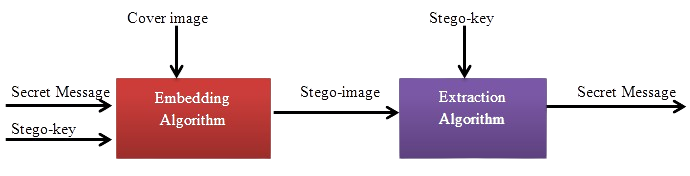 Cover image
Stego-key
Secret Message
Embedding
Algorithm
Stego-image
Extraction
Algorithm
Secret Message
Stego-key